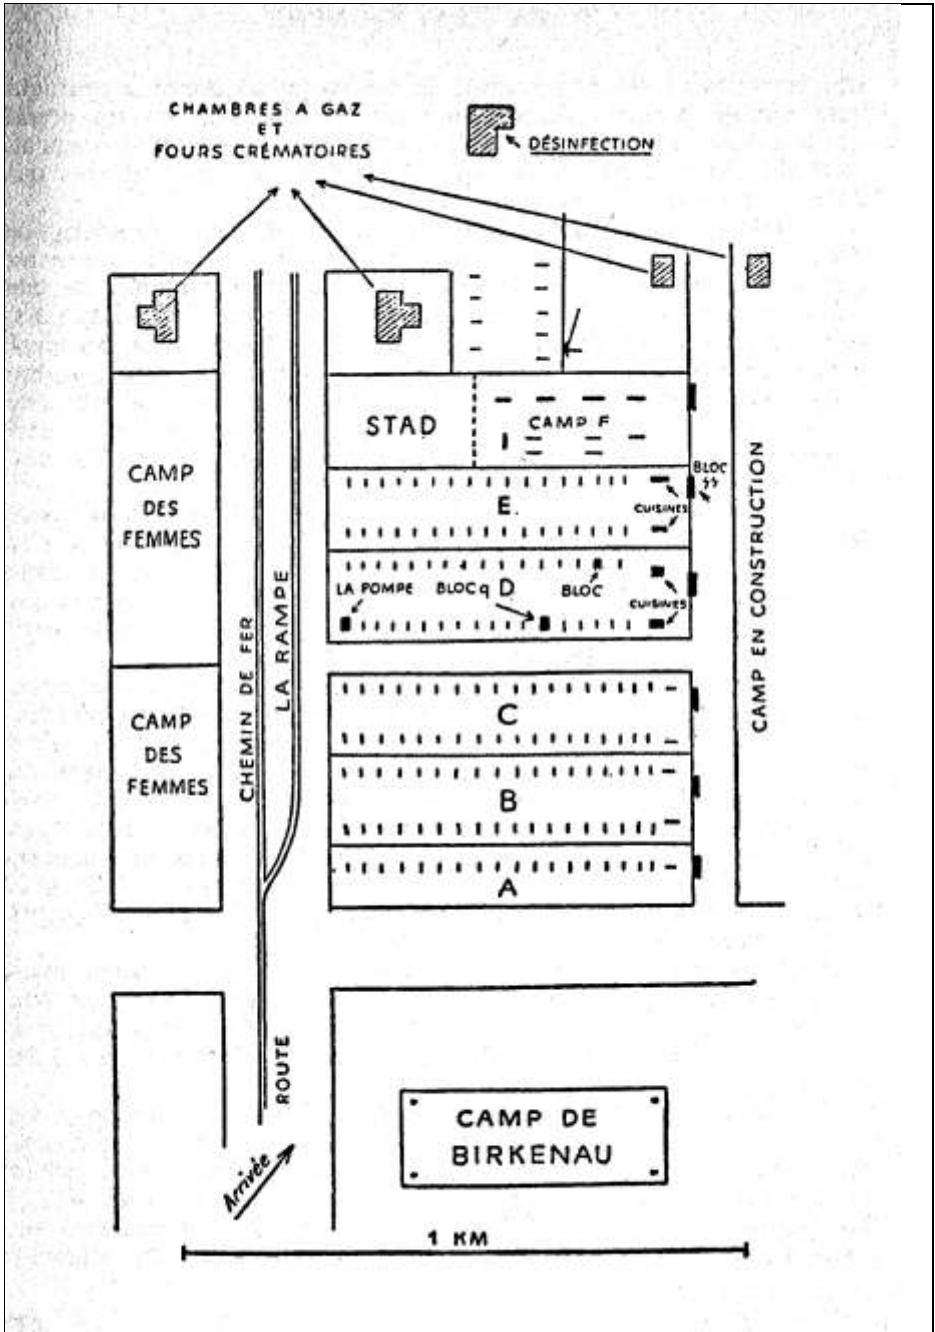 CHAMBRES A GAZ
ET
FOURS CRÉMATOIRES
DÉSINFECTION
STAD
CAMP F
BLOC
SS
CAMP
DES
FEMMES
E
CUISINES
LA POMPE
BLOC 9
D
BLOC
CUISINES
CHEMIN DE FER
LA RAMPE
CAMP EN CONSTRUCTION
CAMP
DES
FEMMES
C
B
A
ROUTE
Arrivée
CAMP DE
BIRKENAU
1 KM